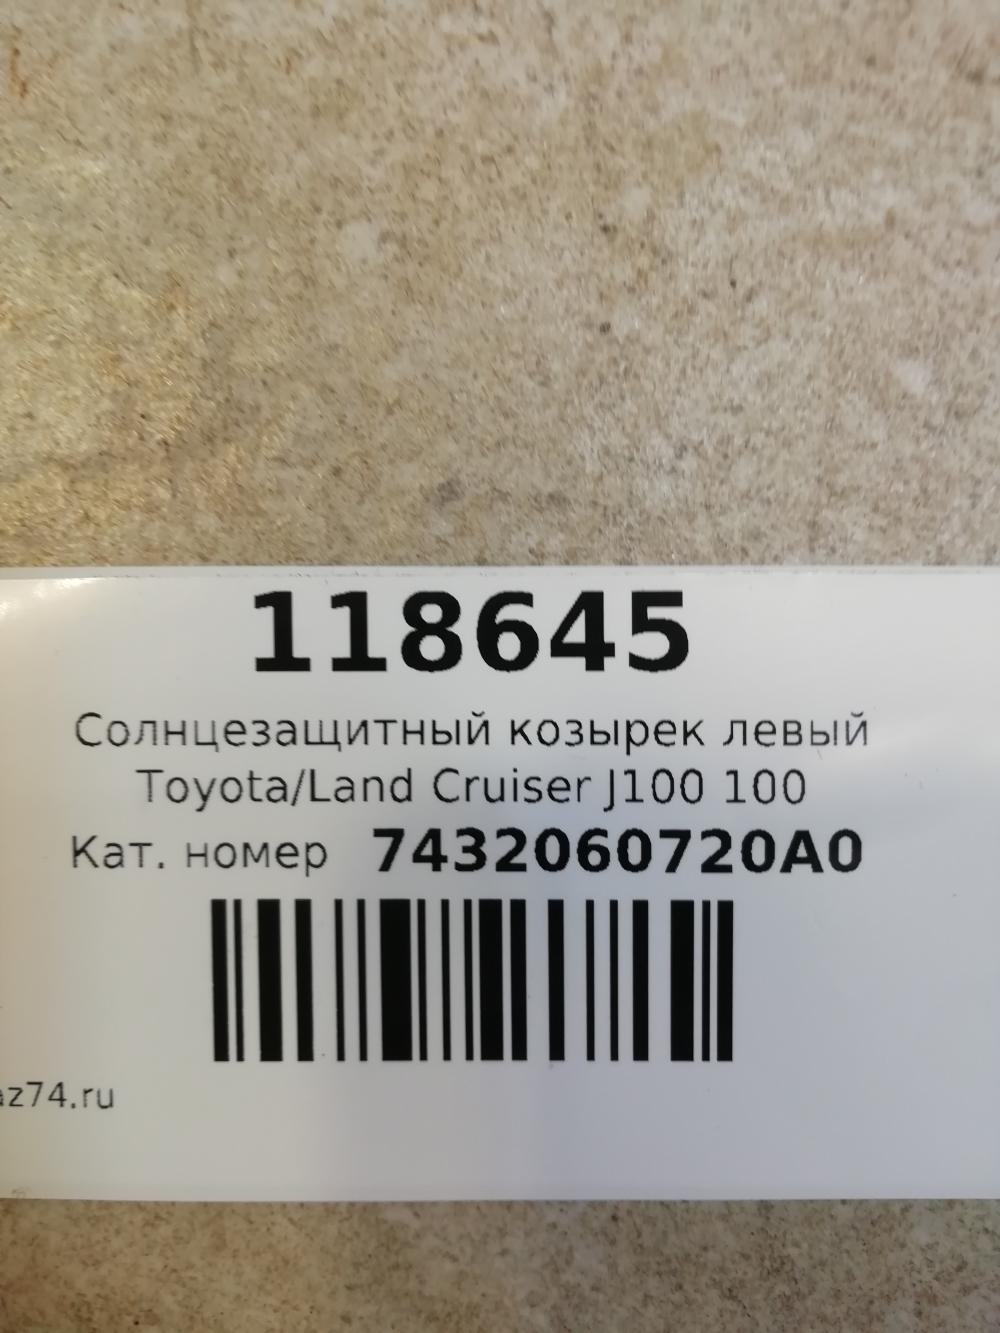 118645
Солнцезащитный козырек левый
Toyota/Land Cruiser J100 100
Кат. номер 7432060720A0
az74.ru